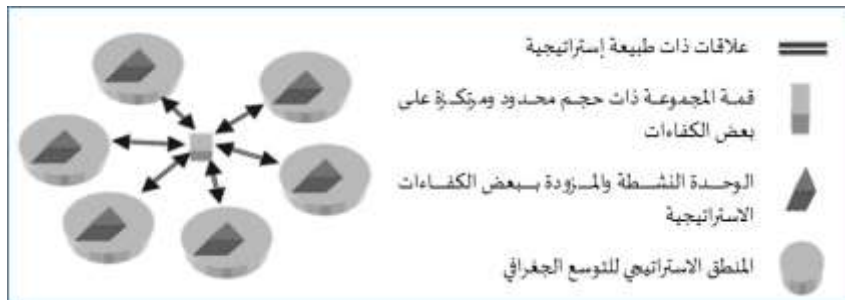 علاقات ذات طبيعة إستراتيجية
قمة المجموعة ذات حجم محدود ومرتكزة على
بعض الكفاءات
الوحدة النشطة والمزودة ببعض الكفاءات
الاستراتيجية
المنطق الاستراتيجي للتوسع الجغرافي